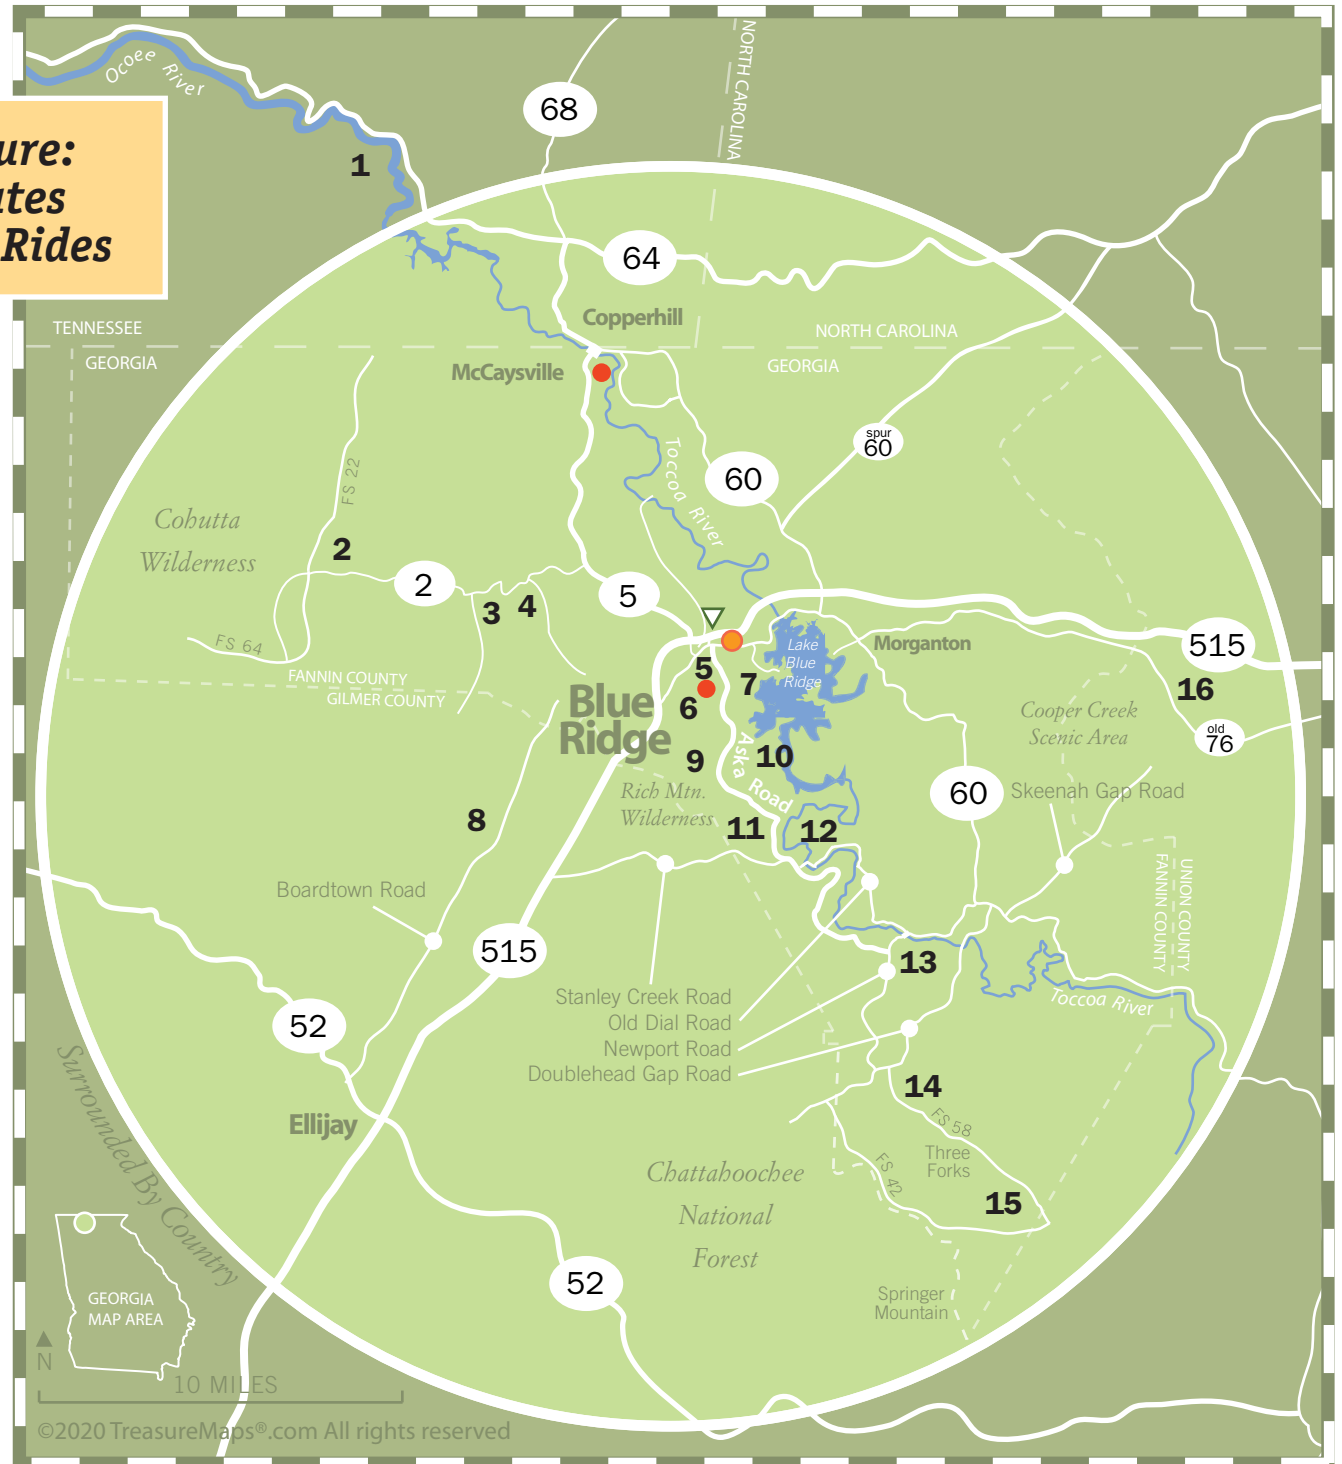 Ocoee River
ure:
utes
Rides
1
68
NORTH CAROLINA
64
TENNESSEE
GEORGIA
Copperhill
NORTH CAROLINA
GEORGIA
McCaysville
FS 22
Toccoa River
spur
60
60
Cohutta
Wilderness
2
2
3
4
5
FS 64
FANNIN COUNTY
GILMER COUNTY
Lake
Blue
Ridge
Morganton
515
5
7
6
16
Blue
Ridge
Cooper Creek
Scenic Area
old
76
9
10
Aska Road
Rich Mtn.
Wilderness
60
Skeenah Gap Road
8
11
12
Boardtown Road
UNION COUNTY
FANNIN COUNTY
515
13
Stanley Creek Road
Old Dial Road
Newport Road
Doublehead Gap Road
Toccoa River
52
14
FS 58
Ellijay
Three
Forks
FS 42
15
Chattahoochee
National
Forest
Surrounded By Country
52
Springer
Mountain
GEORGIA
MAP AREA
N
10 MILES
©2020 TreasureMaps®.com All rights reserved